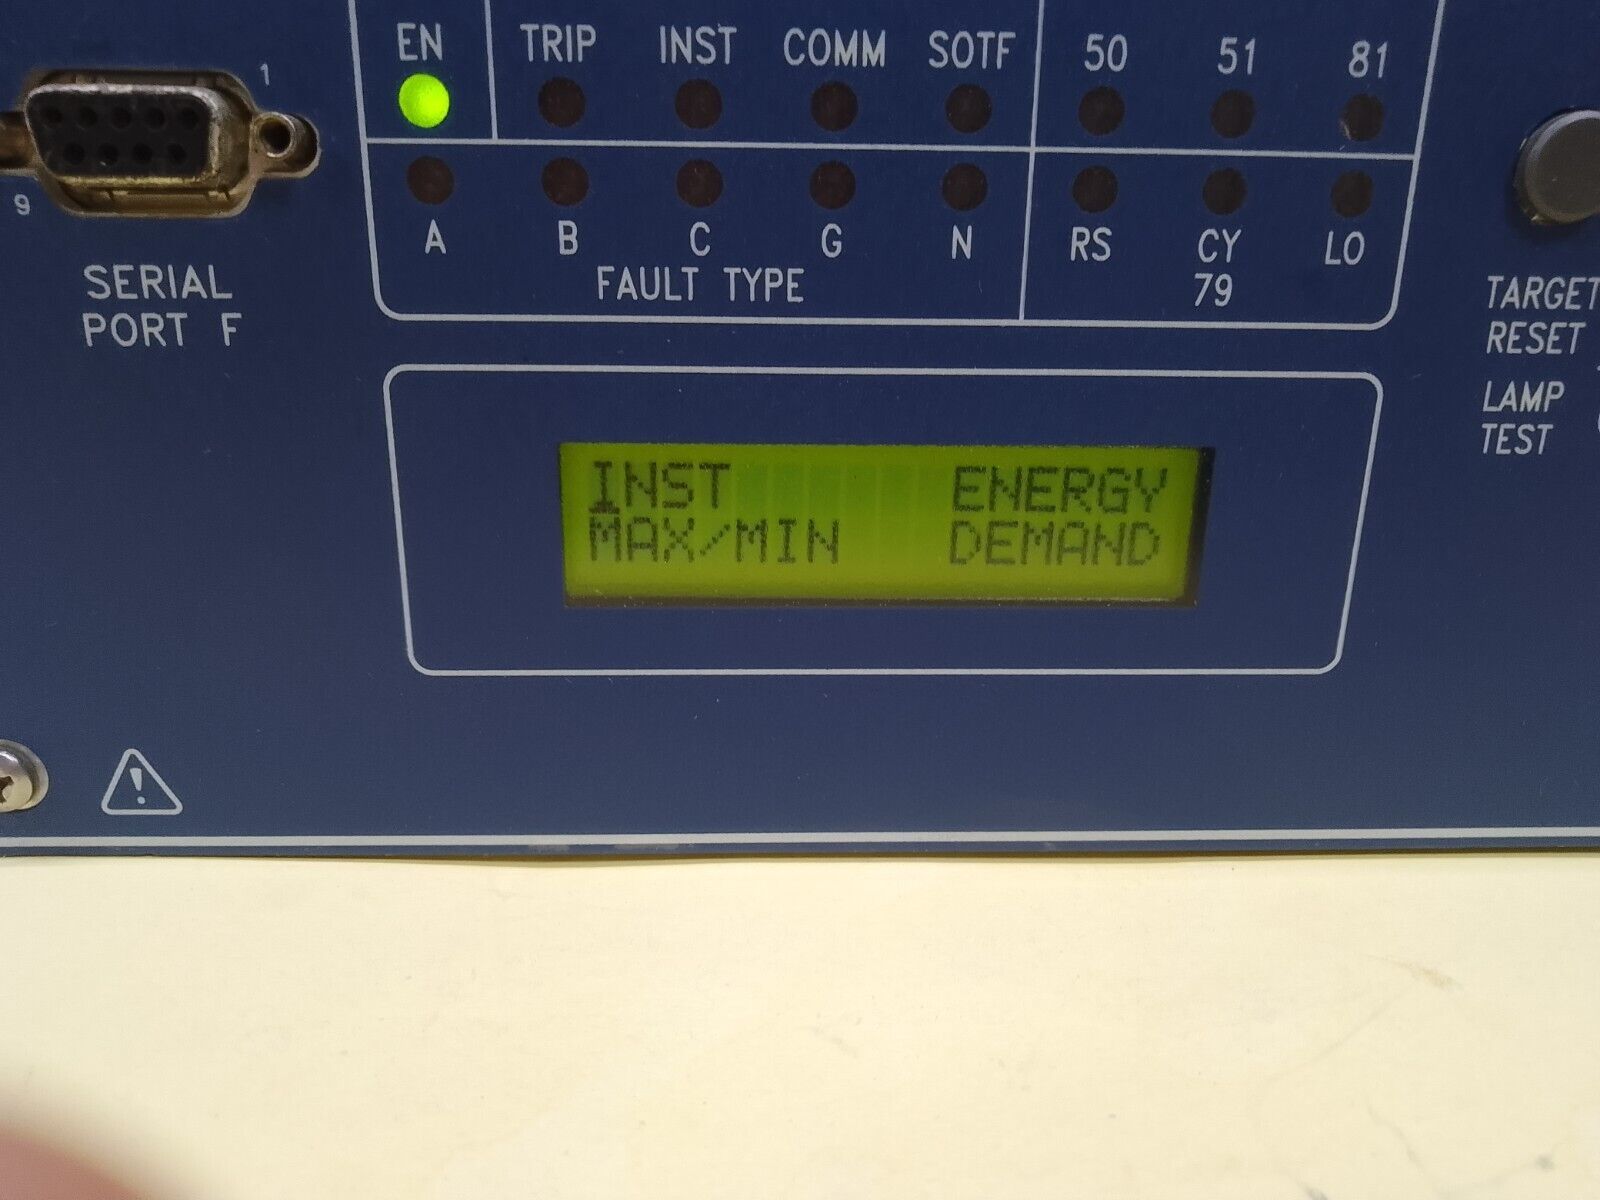 EN TRIP INST COMM SOTF 50 51 81
1
9
A B C G N RS CY LO
FAULT TYPE 79
SERIAL
PORT F
TARGET
RESET
LAMP
TEST
INST ENERGY
MAX/MIN DEMAND
!